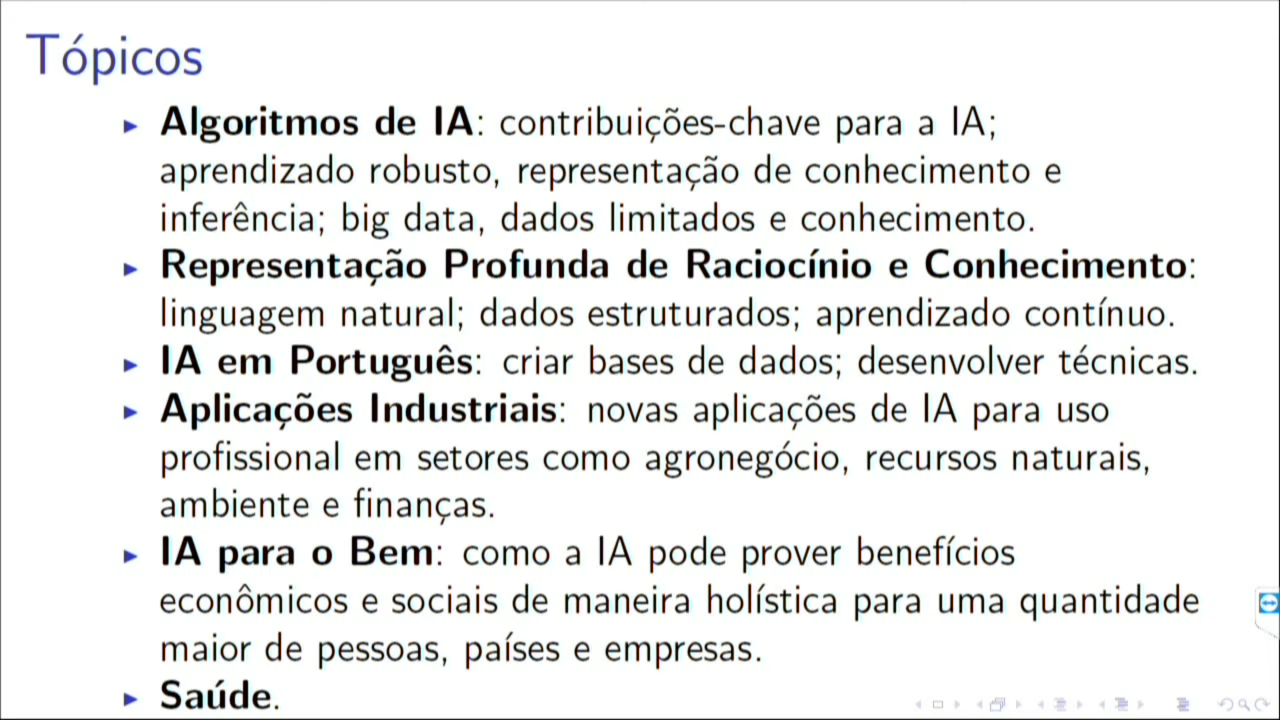 Tópicos
Algoritmos de IA: contribuições-chave para a IA;
aprendizado robusto, representação de conhecimento e
inferência; big data, dados limitados e conhecimento.
Representação Profunda de Raciocínio e Conhecimento:
linguagem natural; dados estruturados; aprendizado contínuo.
IA em Português: criar bases de dados; desenvolver técnicas.
Aplicações Industriais: novas aplicações de IA para uso
profissional em setores como agronegócio, recursos naturais,
ambiente e finanças.
IA para o Bem: como a IA pode prover benefícios
econômicos e sociais de maneira holística para uma quantidade
maior de pessoas, países e empresas.
Saúde.